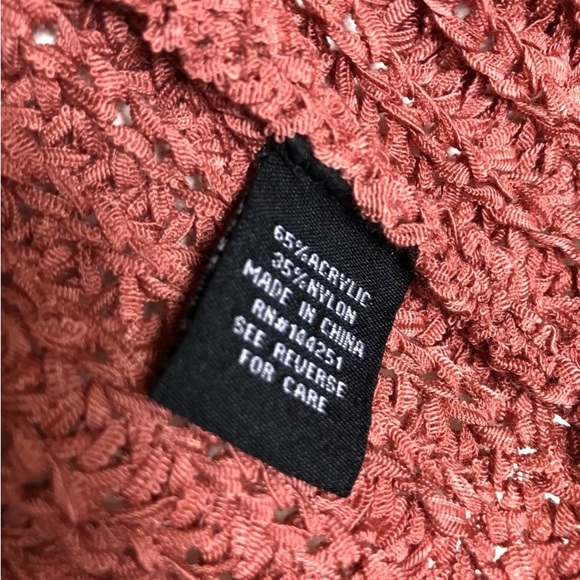 65%ACRYLIC
35%NYLON
MADE IN CHINA
RN#144251
SEE REVERSE
FOR CARE